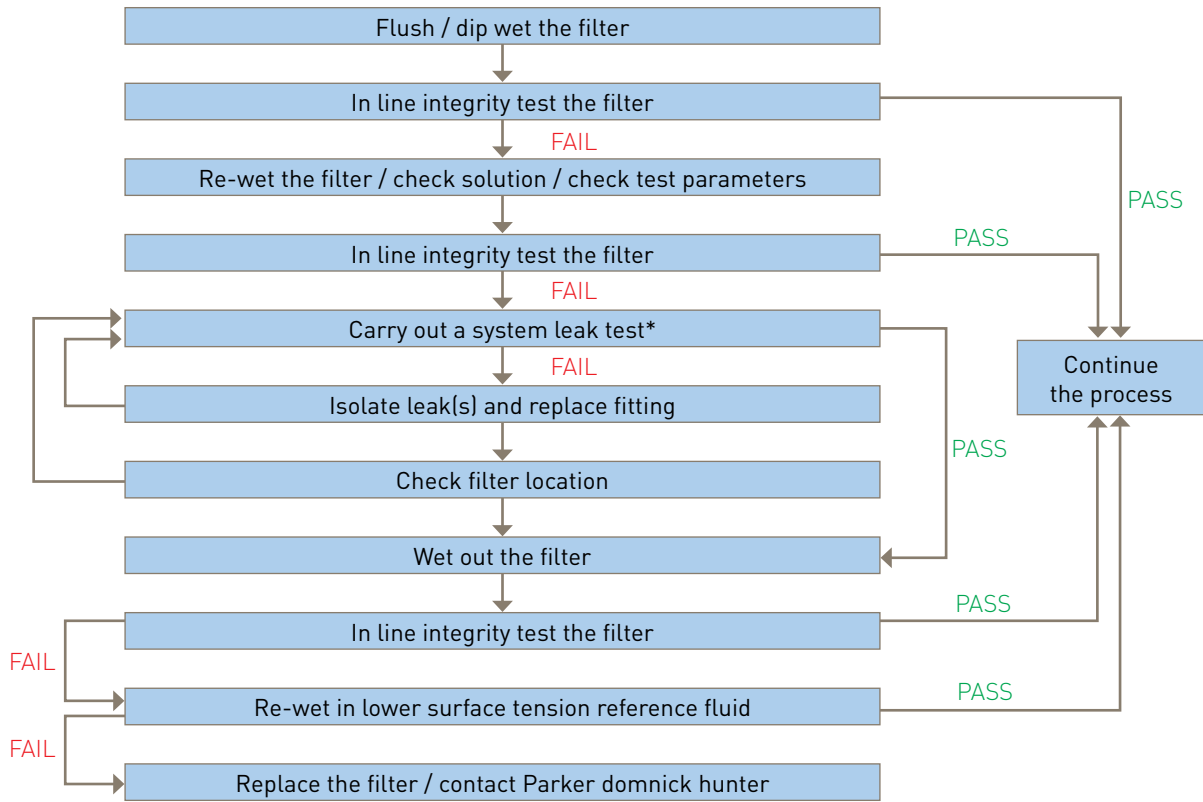 Flush / dip wet the filter
In line integrity test the filter
FAIL
Re-wet the filter / check solution / check test parameters
PASS
PASS
In line integrity test the filter
FAIL
Carry out a system leak test*
FAIL
Continue
the process
Isolate leak(s) and replace fitting
PASS
Check filter location
Wet out the filter
PASS
In line integrity test the filter
FAIL
PASS
Re-wet in lower surface tension reference fluid
FAIL
Replace the filter / contact Parker domnick hunter